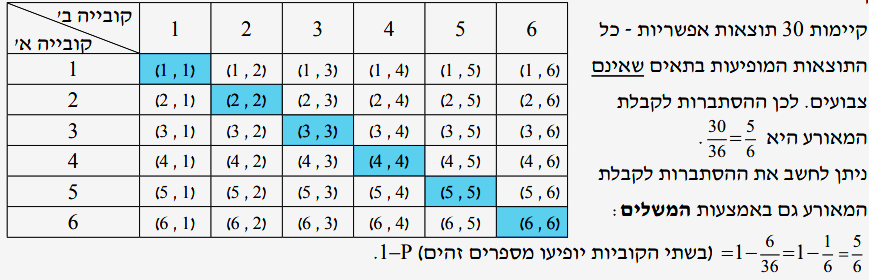 קובייה ב׳ 1 2 3 4 5 6
קובייה א׳
1 (1 , 1) (1 , 2) (1 , 3) (1 , 4) (1 , 5) (1 , 6)
2 (2 , 1) (2 , 2) (2 , 3) (2 , 4) (2 , 5) (2 , 6)
3 (3 , 1) (3 , 2) (3 , 3) (3 , 4) (3 , 5) (3 , 6)
4 (4 , 1) (4 , 2) (4 , 3) (4 , 4) (4 , 5) (4 , 6)
5 (5 , 1) (5 , 2) (5 , 3) (5 , 4) (5 , 5) (5 , 6)
6 (6 , 1) (6 , 2) (6 , 3) (6 , 4) (6 , 5) (6 , 6)
קיימות 30 תוצאות אפשריות - כל
התוצאות המופיעות בתאים שאינם
צבועים. לכן ההסתברות לקבלת
המאורע היא 30/36=5/6 .
ניתן לחשב את ההסתברות לקבלת
המאורע גם באמצעות המשלים :
.1–P (בשתי הקוביות יופיעו מספרים זהים) =1−6/36=1−1/6=5/6